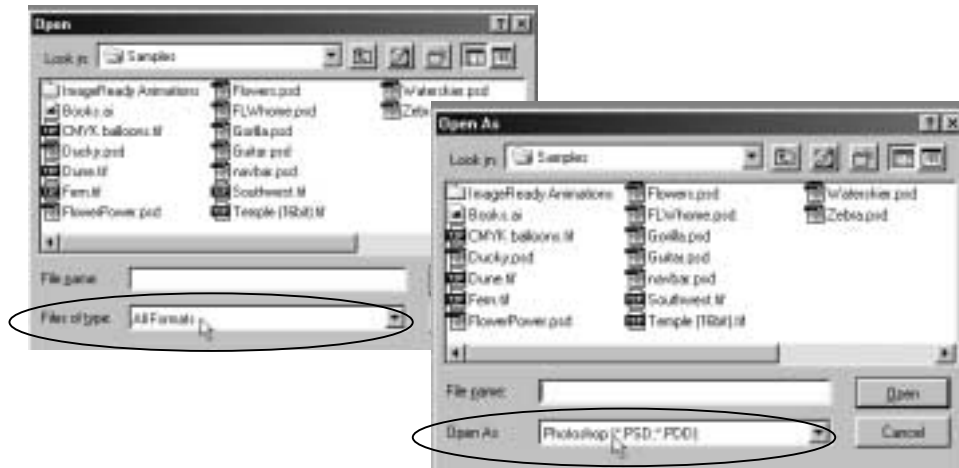 Open
Look in: Samples
ImageReady Animations
Books.ai
CMYK balloons.tif
Ducky.psd
Dune.tif
Fern.tif
FlowerPower.psd
Flowers.psd
FLWhome.psd
Gorilla.psd
Guitar.psd
navbar.psd
Southwest.tif
Temple (16bit).tif
Waterskier.psd
File name:
Files of type: All Formats
Open As
Look in: Samples
ImageReady Animations
Books.ai
CMYK balloons.tif
Ducky.psd
Dune.tif
Fern.tif
FlowerPower.psd
Flowers.psd
FLWhome.psd
Gorilla.psd
Guitar.psd
navbar.psd
Southwest.tif
Temple (16bit).tif
Waterskier.psd
Zebra.psd
File name:
Open
Open As Photoshop (*.PSD;*.PDD)
Cancel